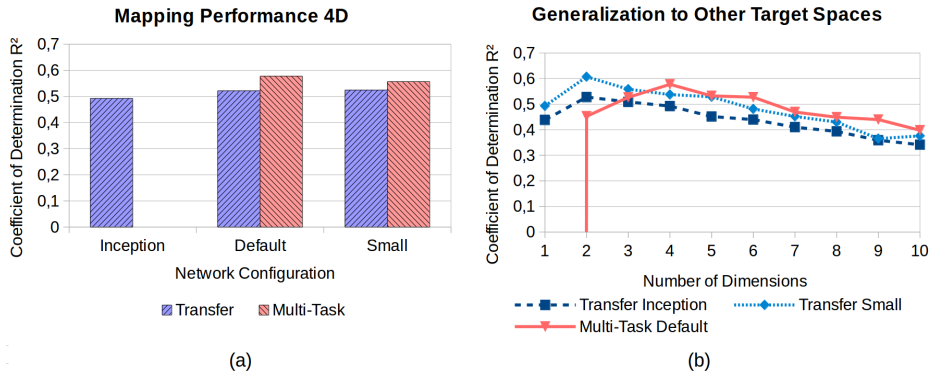 Mapping Performance 4D
Coefficient of Determination R²
0,7
0,6
0,5
0,4
0,3
0,2
0,1
0
Inception Default Small
Network Configuration
Transfer Multi-Task
(a)
Generalization to Other Target Spaces
Coefficient of Determination R²
0,7
0,6
0,5
0,4
0,3
0,2
0,1
0
1 2 3 4 5 6 7 8 9 10
Number of Dimensions
Transfer Inception Transfer Small
Multi-Task Default
(b)